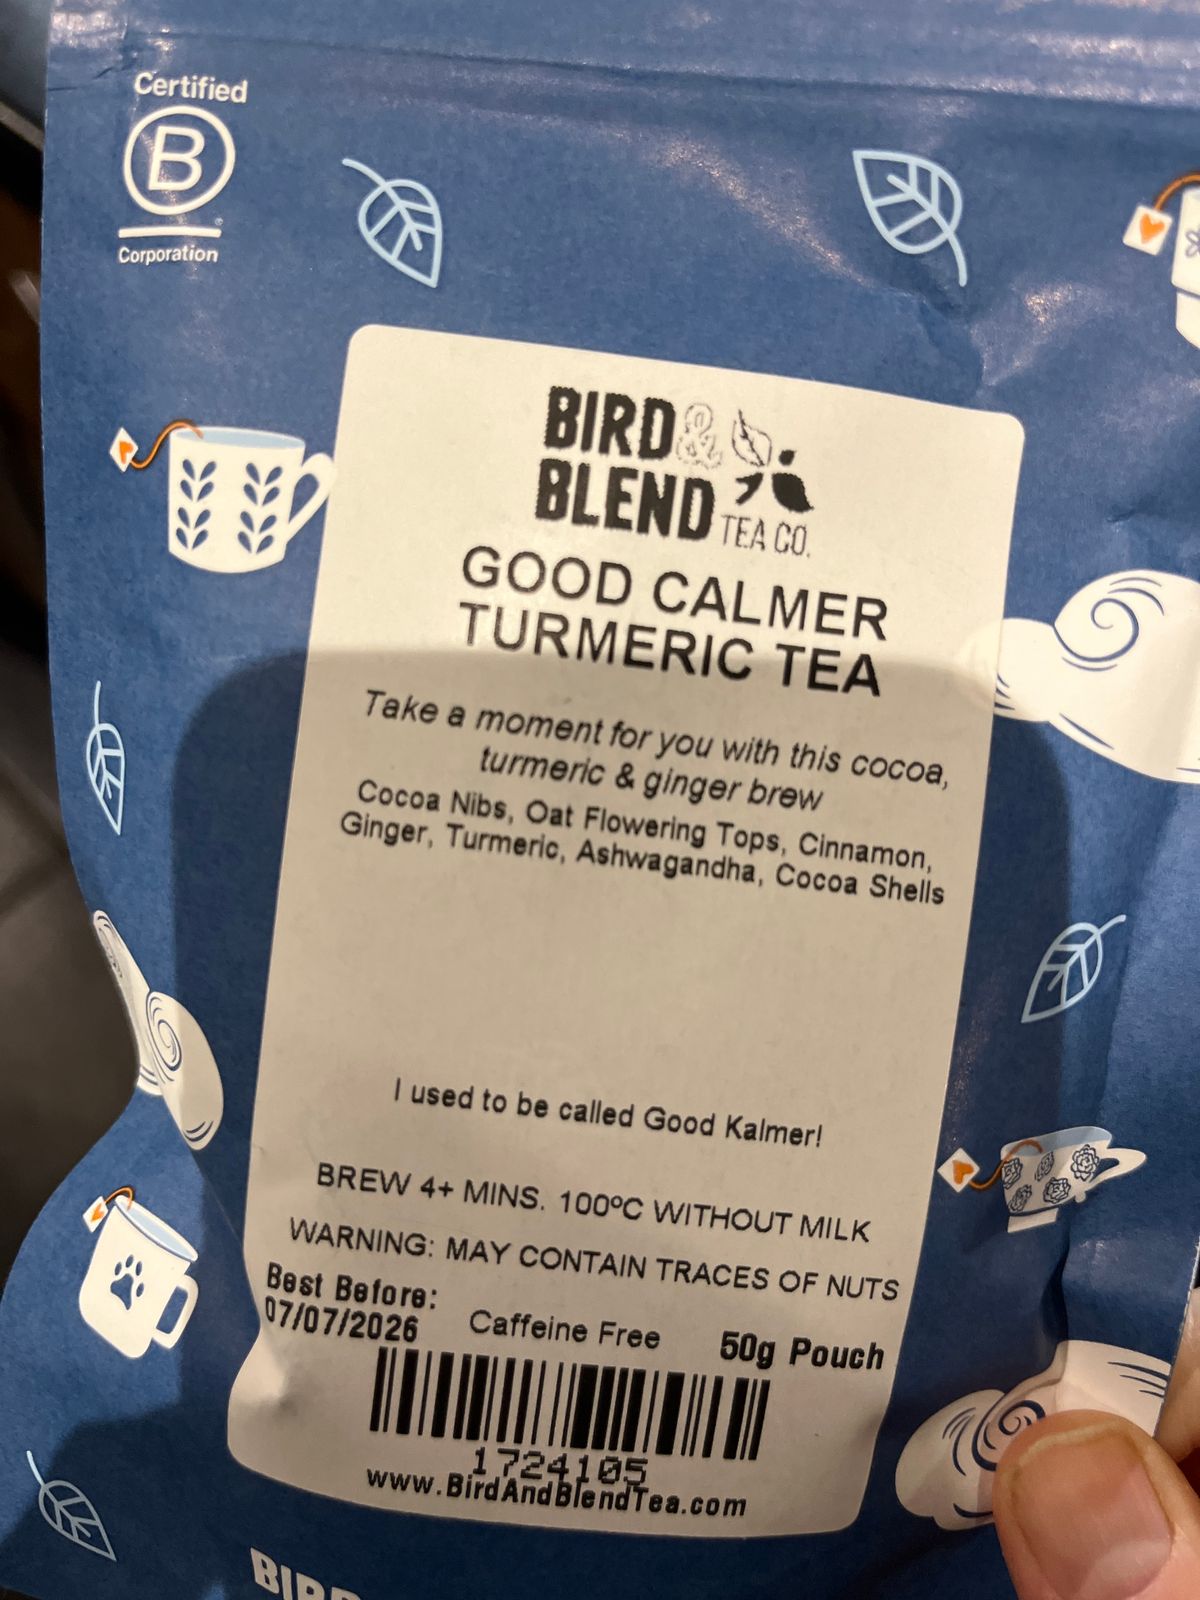 Certified
B
Corporation
BIRD &
BLEND TEA CO.
GOOD CALMER
TURMERIC TEA
Take a moment for you with this cocoa,
turmeric & ginger brew
Cocoa Nibs, Oat Flowering Tops, Cinnamon,
Ginger, Turmeric, Ashwagandha, Cocoa Shells
I used to be called Good Kalmer!
BREW 4+ MINS. 100ºC WITHOUT MILK
WARNING: MAY CONTAIN TRACES OF NUTS
Best Before:
07/07/2026
Caffeine Free
50g Pouch
1724105
www.BirdAndBlendTea.com